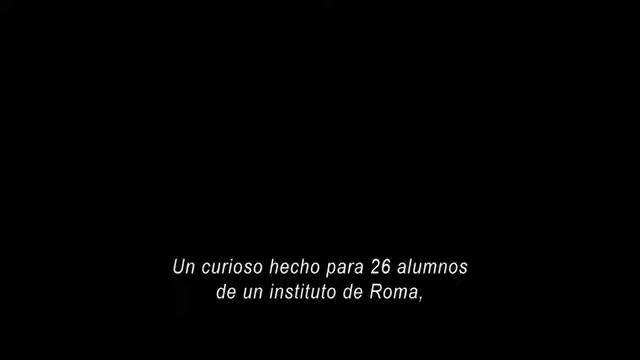 Un curioso hecho para 26 alumnos
de un instituto de Roma,